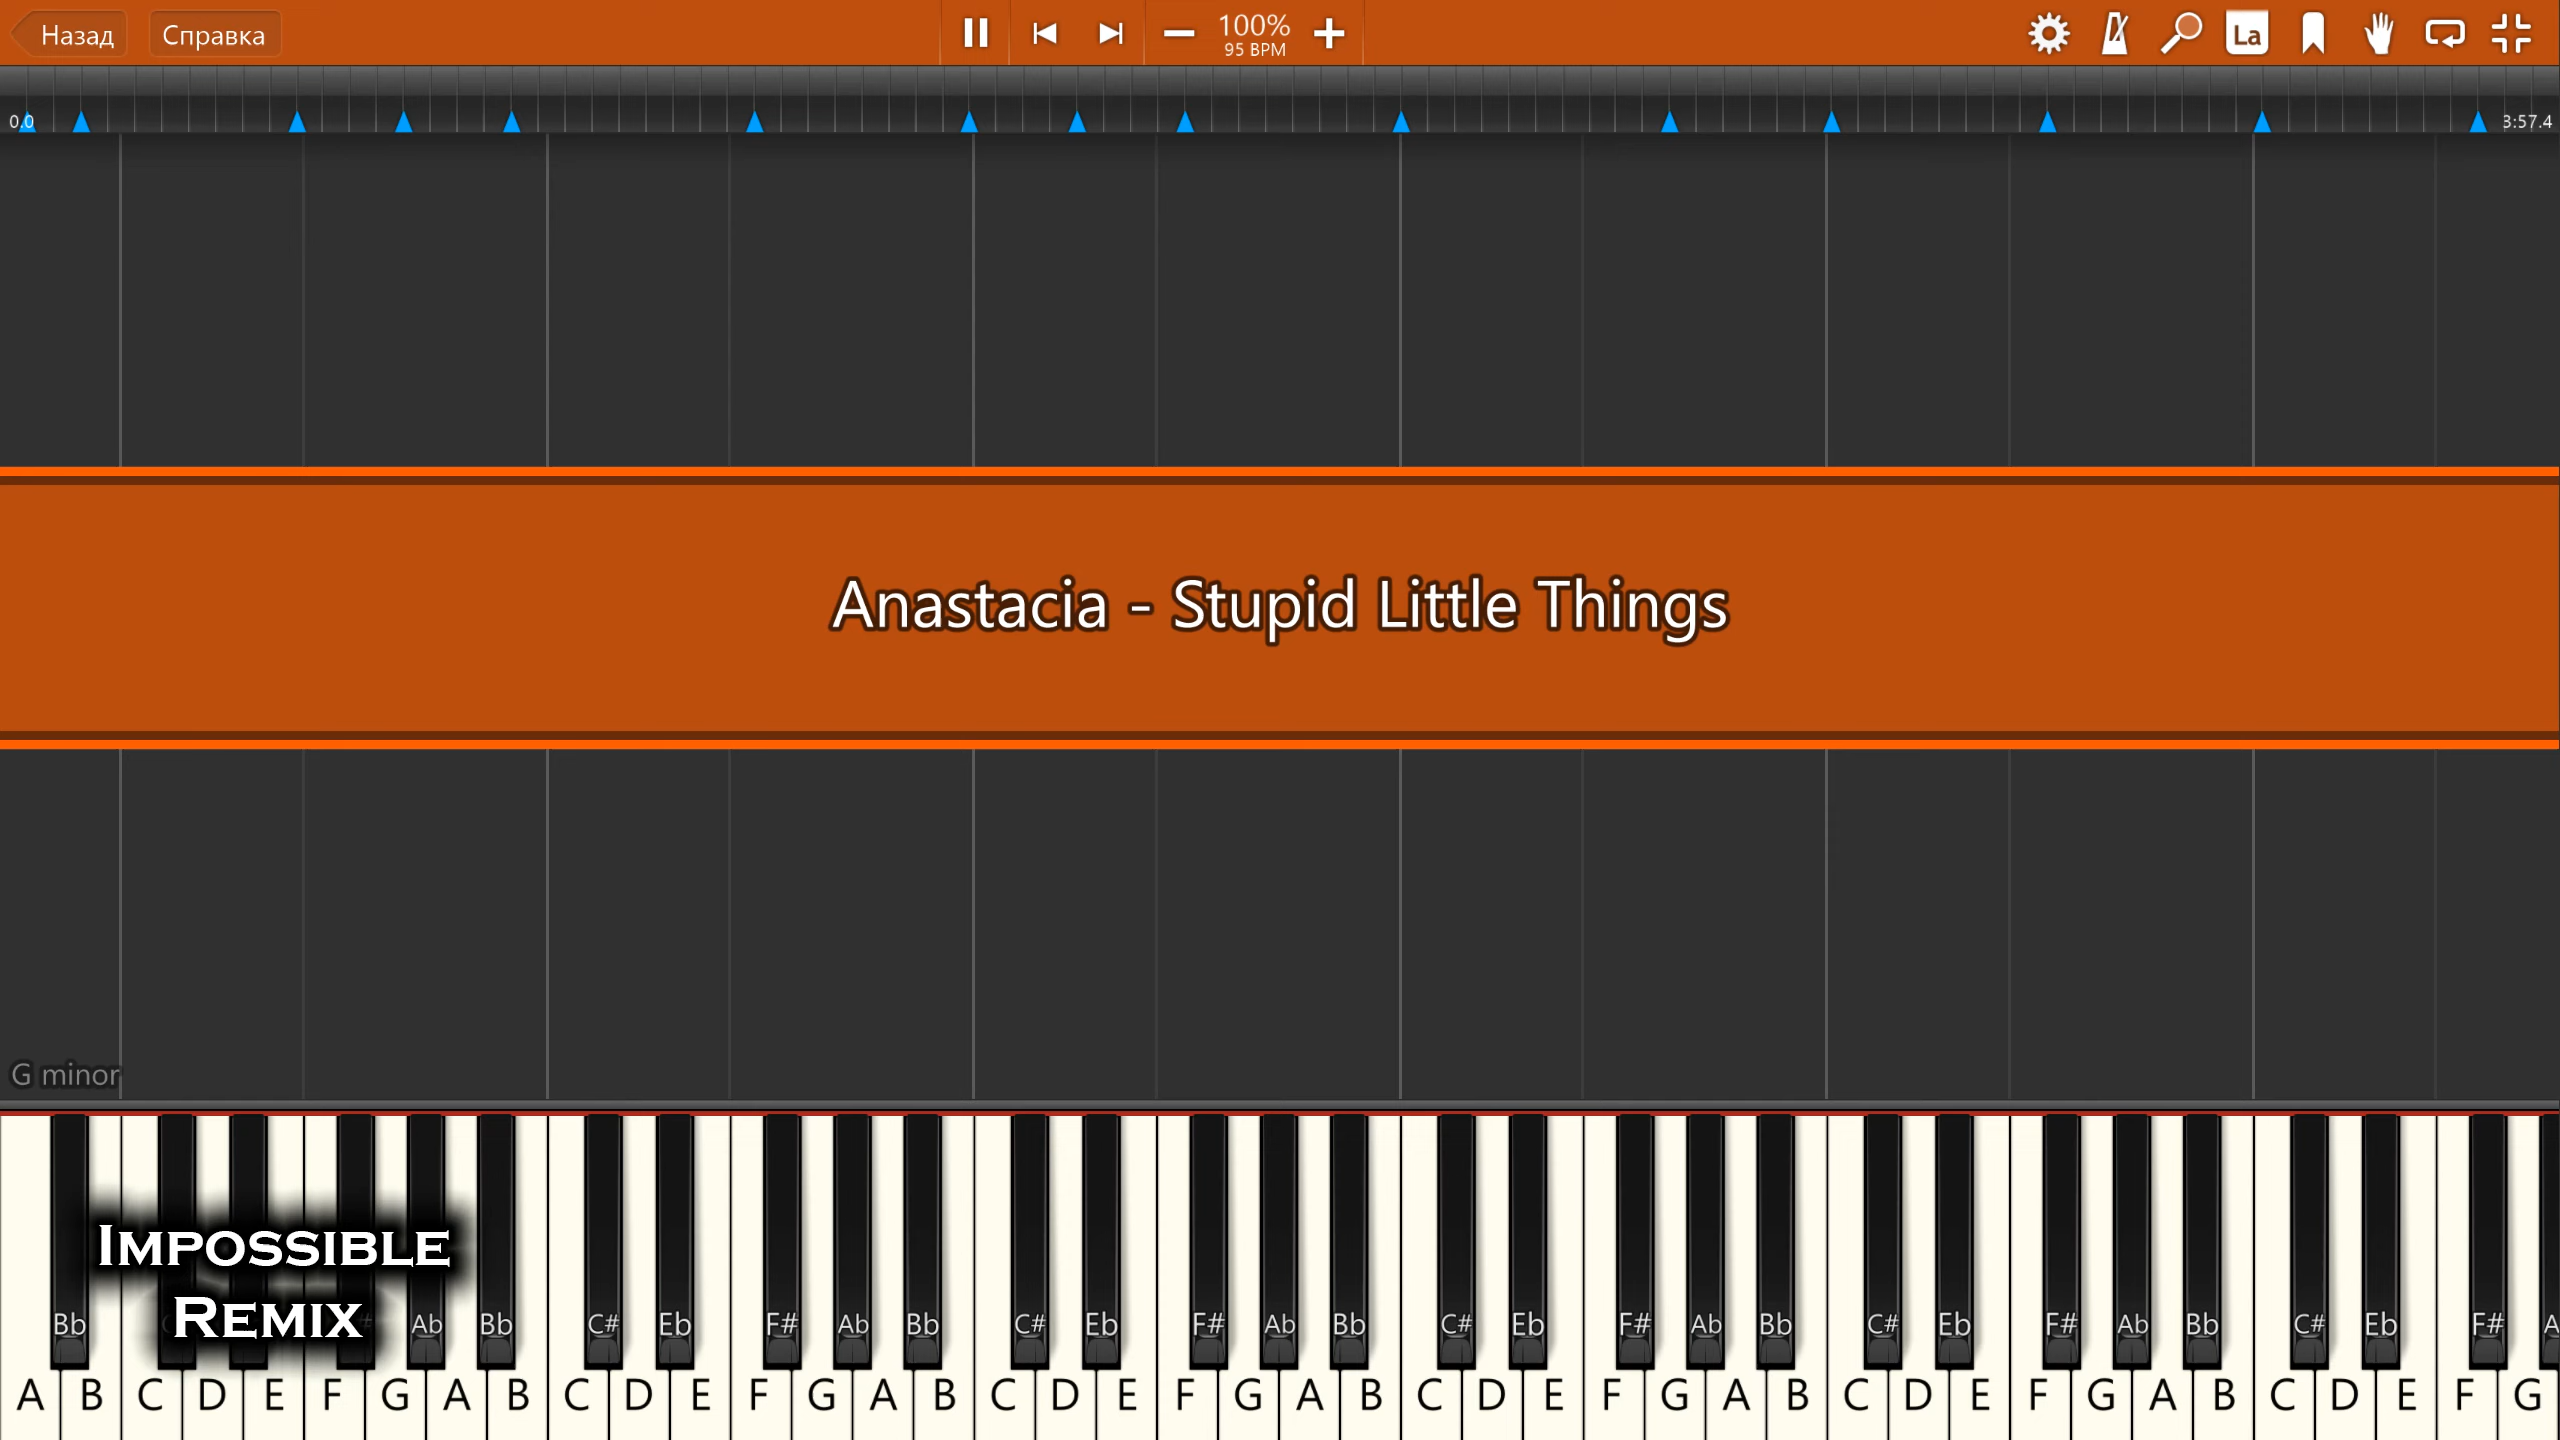 Назад Справка 100% La
95 BPM
0.0 3:57.4
Anastacia - Stupid Little Things
G minor
Impossible
Remix
Bb Ab Bb C# Eb F# Ab Bb C# Eb F# Ab Bb C# Eb F# Ab Bb C# Eb F# Ab Bb C# Eb F# A
A B C D E F G A B C D E F G A B C D E F G A B C D E F G A B C D E F G A B C D E F G